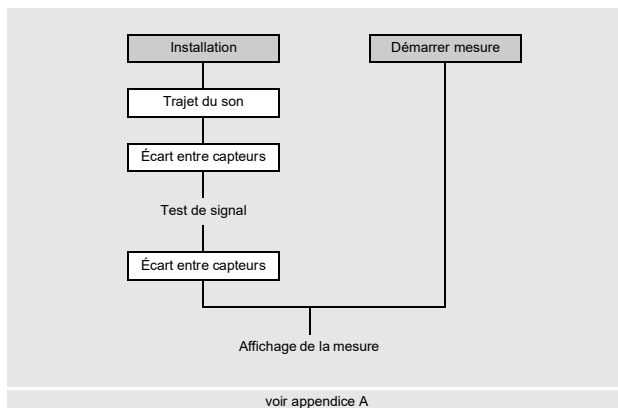 Installation
Démarrer mesure
Trajet du son
Écart entre capteurs
Test de signal
Écart entre capteurs
Affichage de la mesure
voir appendice A